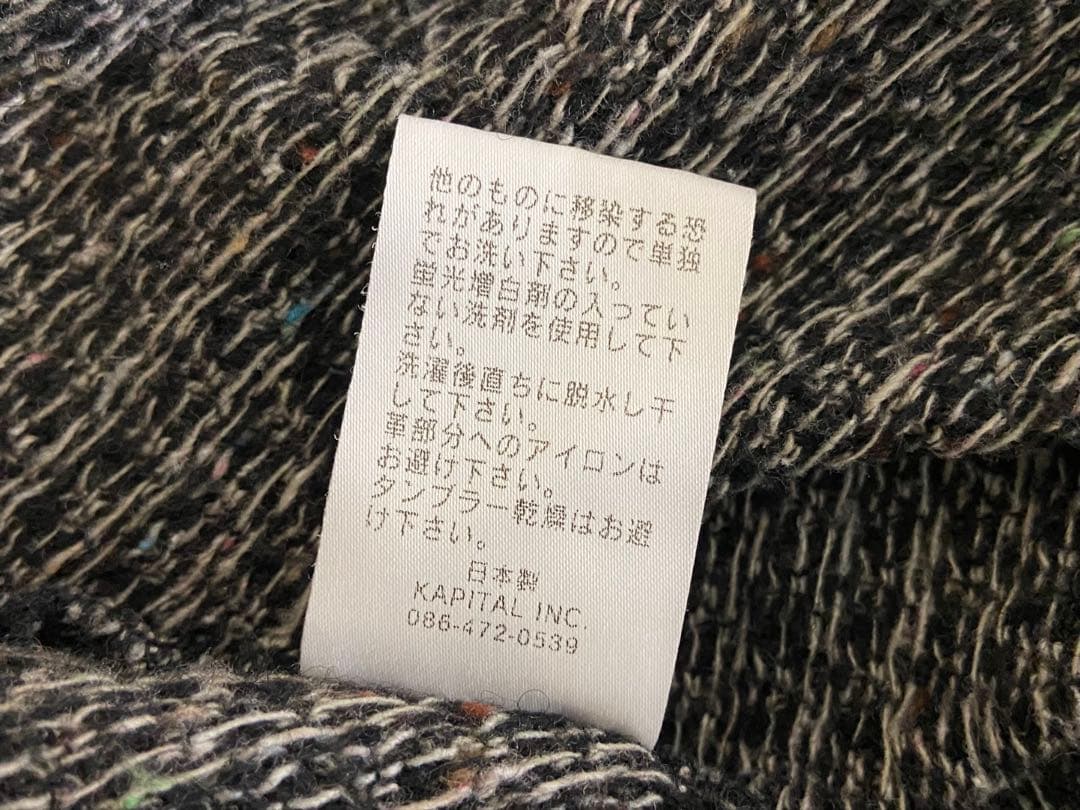 他のものに移染する恐
れがありますので単独
でお洗い下さい。
蛍光増白剤の入ってい
ない洗剤を使用して下
さい。
洗濯後直ちに脱水し干
して下さい。
革部分へのアイロンは
お避け下さい。
タンブラー乾燥はお避
け下さい。
日本製
KAPITAL INC.
086-472-0539